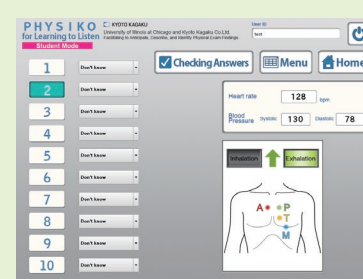 PHYSIKO
for Learning to Listen
KYOTO KAGAKU
University of Illinois at Chicago and Kyoto Kagaku Co.Ltd.
Facilitating to Anticipate, Describe, and Identify Physical Exam Findings
User ID
test
Student Mode
Checking Answers
Menu
Home
1 Don't know
2 Don't know
3 Don't know
4 Don't know
5 Don't know
6 Don't know
7 Don't know
8 Don't know
9 Don't know
10 Don't know
Heart rate 128 bpm
Blood Pressure Systolic 130 Diastolic 78
Inhalation Exhalation
A P
T
M